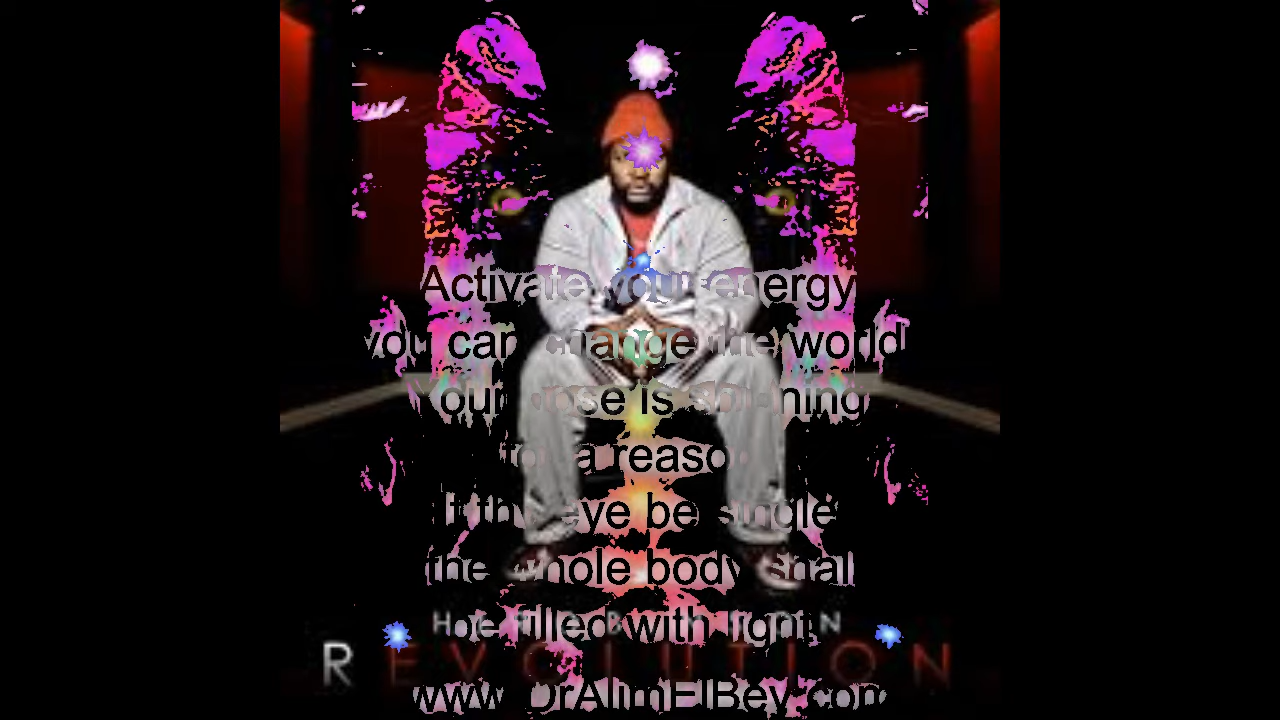 Activate your energy
you can change the world
Your nose is spinning
for a reason
If thy eye be single
the whole body shall
be filled with light.
H E R O B
REVOLUTION
www.DrAlimElBey.com